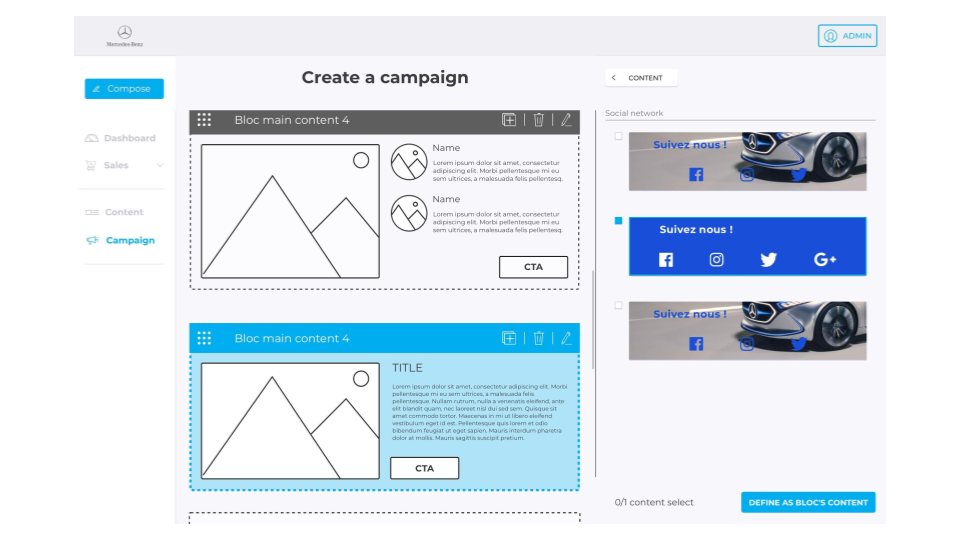 Mercedes-Benz
ADMIN
Compose
Dashboard
Sales
Content
Campaign
Create a campaign
Bloc main content 4
Name
Lorem ipsum dolor sit amet, consectetur
adipiscing elit. Morbi pellentesque mi eu
sem ultrices, a malesuada felis pellentesq.
Name
Lorem ipsum dolor sit amet, consectetur
adipiscing elit. Morbi pellentesque mi eu
sem ultrices, a malesuada felis pellentesq.
CTA
Bloc main content 4
TITLE
Lorem ipsum dolor sit amet, consectetur adipiscing elit. Morbi
pellentesque mi eu sem ultrices, a malesuada felis
pellentesque. Nullam rutrum, nulla a venenatis eleifend, ante
elit blandit quam, nec laoreet nisl dui sed sem. Quisque sit
amet commodo tortor. Maecenas in mi ut libero eleifend
vestibulum eget id est. Pellentesque quis lorem et odio
bibendum feugiat ut eget sapien. Mauris interdum pharetra
dolor at mollis. Mauris sagittis suscipit pretium.
CTA
< CONTENT
Social network
Suivez nous !
Suivez nous !
G+
Suivez nous !
0/1 content select
DEFINE AS BLOC'S CONTENT